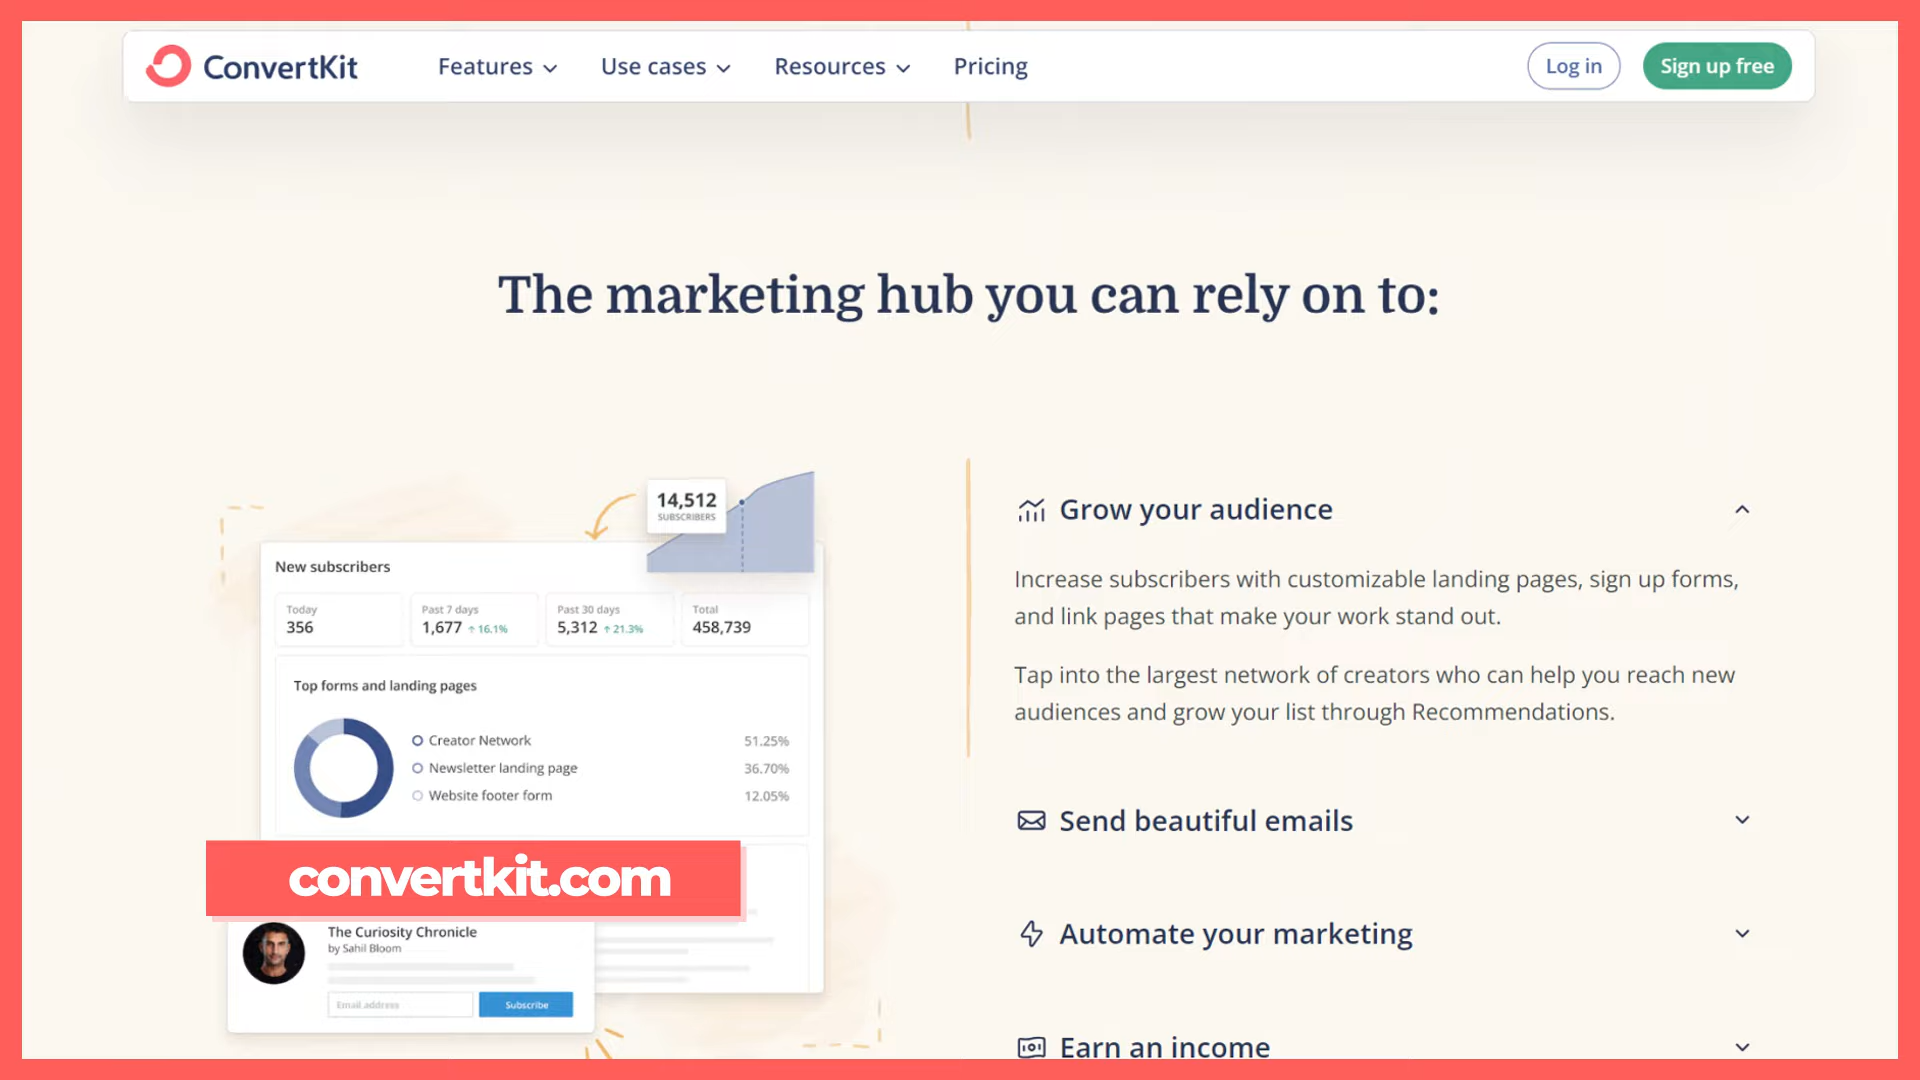 ConvertKit
Features
Use cases
Resources
Pricing
Log in
Sign up free
The marketing hub you can rely on to:
14,512
SUBSCRIBERS
New subscribers
Today
356
Past 7 days
1,677 ↑ 16.1%
Past 30 days
5,312 ↑ 21.3%
Total
458,739
Top forms and landing pages
Creator Network 51.25%
Newsletter landing page 36.70%
Website footer form 12.05%
convertkit.com
The Curiosity Chronicle
by Sahil Bloom
Email address
Subscribe
Grow your audience
Increase subscribers with customizable landing pages, sign up forms,
and link pages that make your work stand out.
Tap into the largest network of creators who can help you reach new
audiences and grow your list through Recommendations.
Send beautiful emails
Automate your marketing
Earn an income